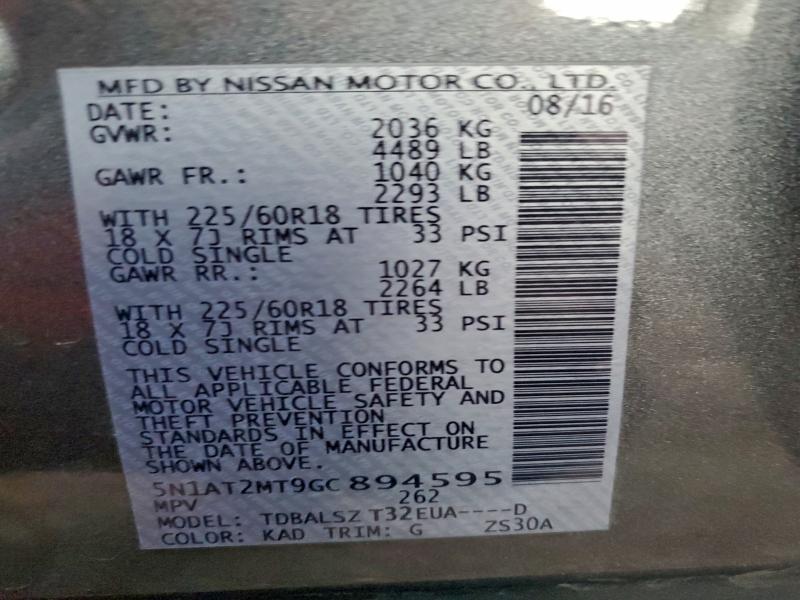 MFD BY NISSAN MOTOR CO., LTD.
DATE: 08/16
GVWR: 2036 KG
4489 LB
GAWR FR.: 1040 KG
2293 LB
WITH 225/60R18 TIRES
18 X 7J RIMS AT 33 PSI
COLD SINGLE
GAWR RR.: 1027 KG
2264 LB
WITH 225/60R18 TIRES
18 X 7J RIMS AT 33 PSI
COLD SINGLE
THIS VEHICLE CONFORMS TO
ALL APPLICABLE FEDERAL
MOTOR VEHICLE SAFETY AND
THEFT PREVENTION
STANDARDS IN EFFECT ON
THE DATE OF MANUFACTURE
SHOWN ABOVE.
5N1AT2MT9GC894595
MPV 262
MODEL: TDBALSZ T32EUA----D
COLOR: KAD TRIM: G ZS30A